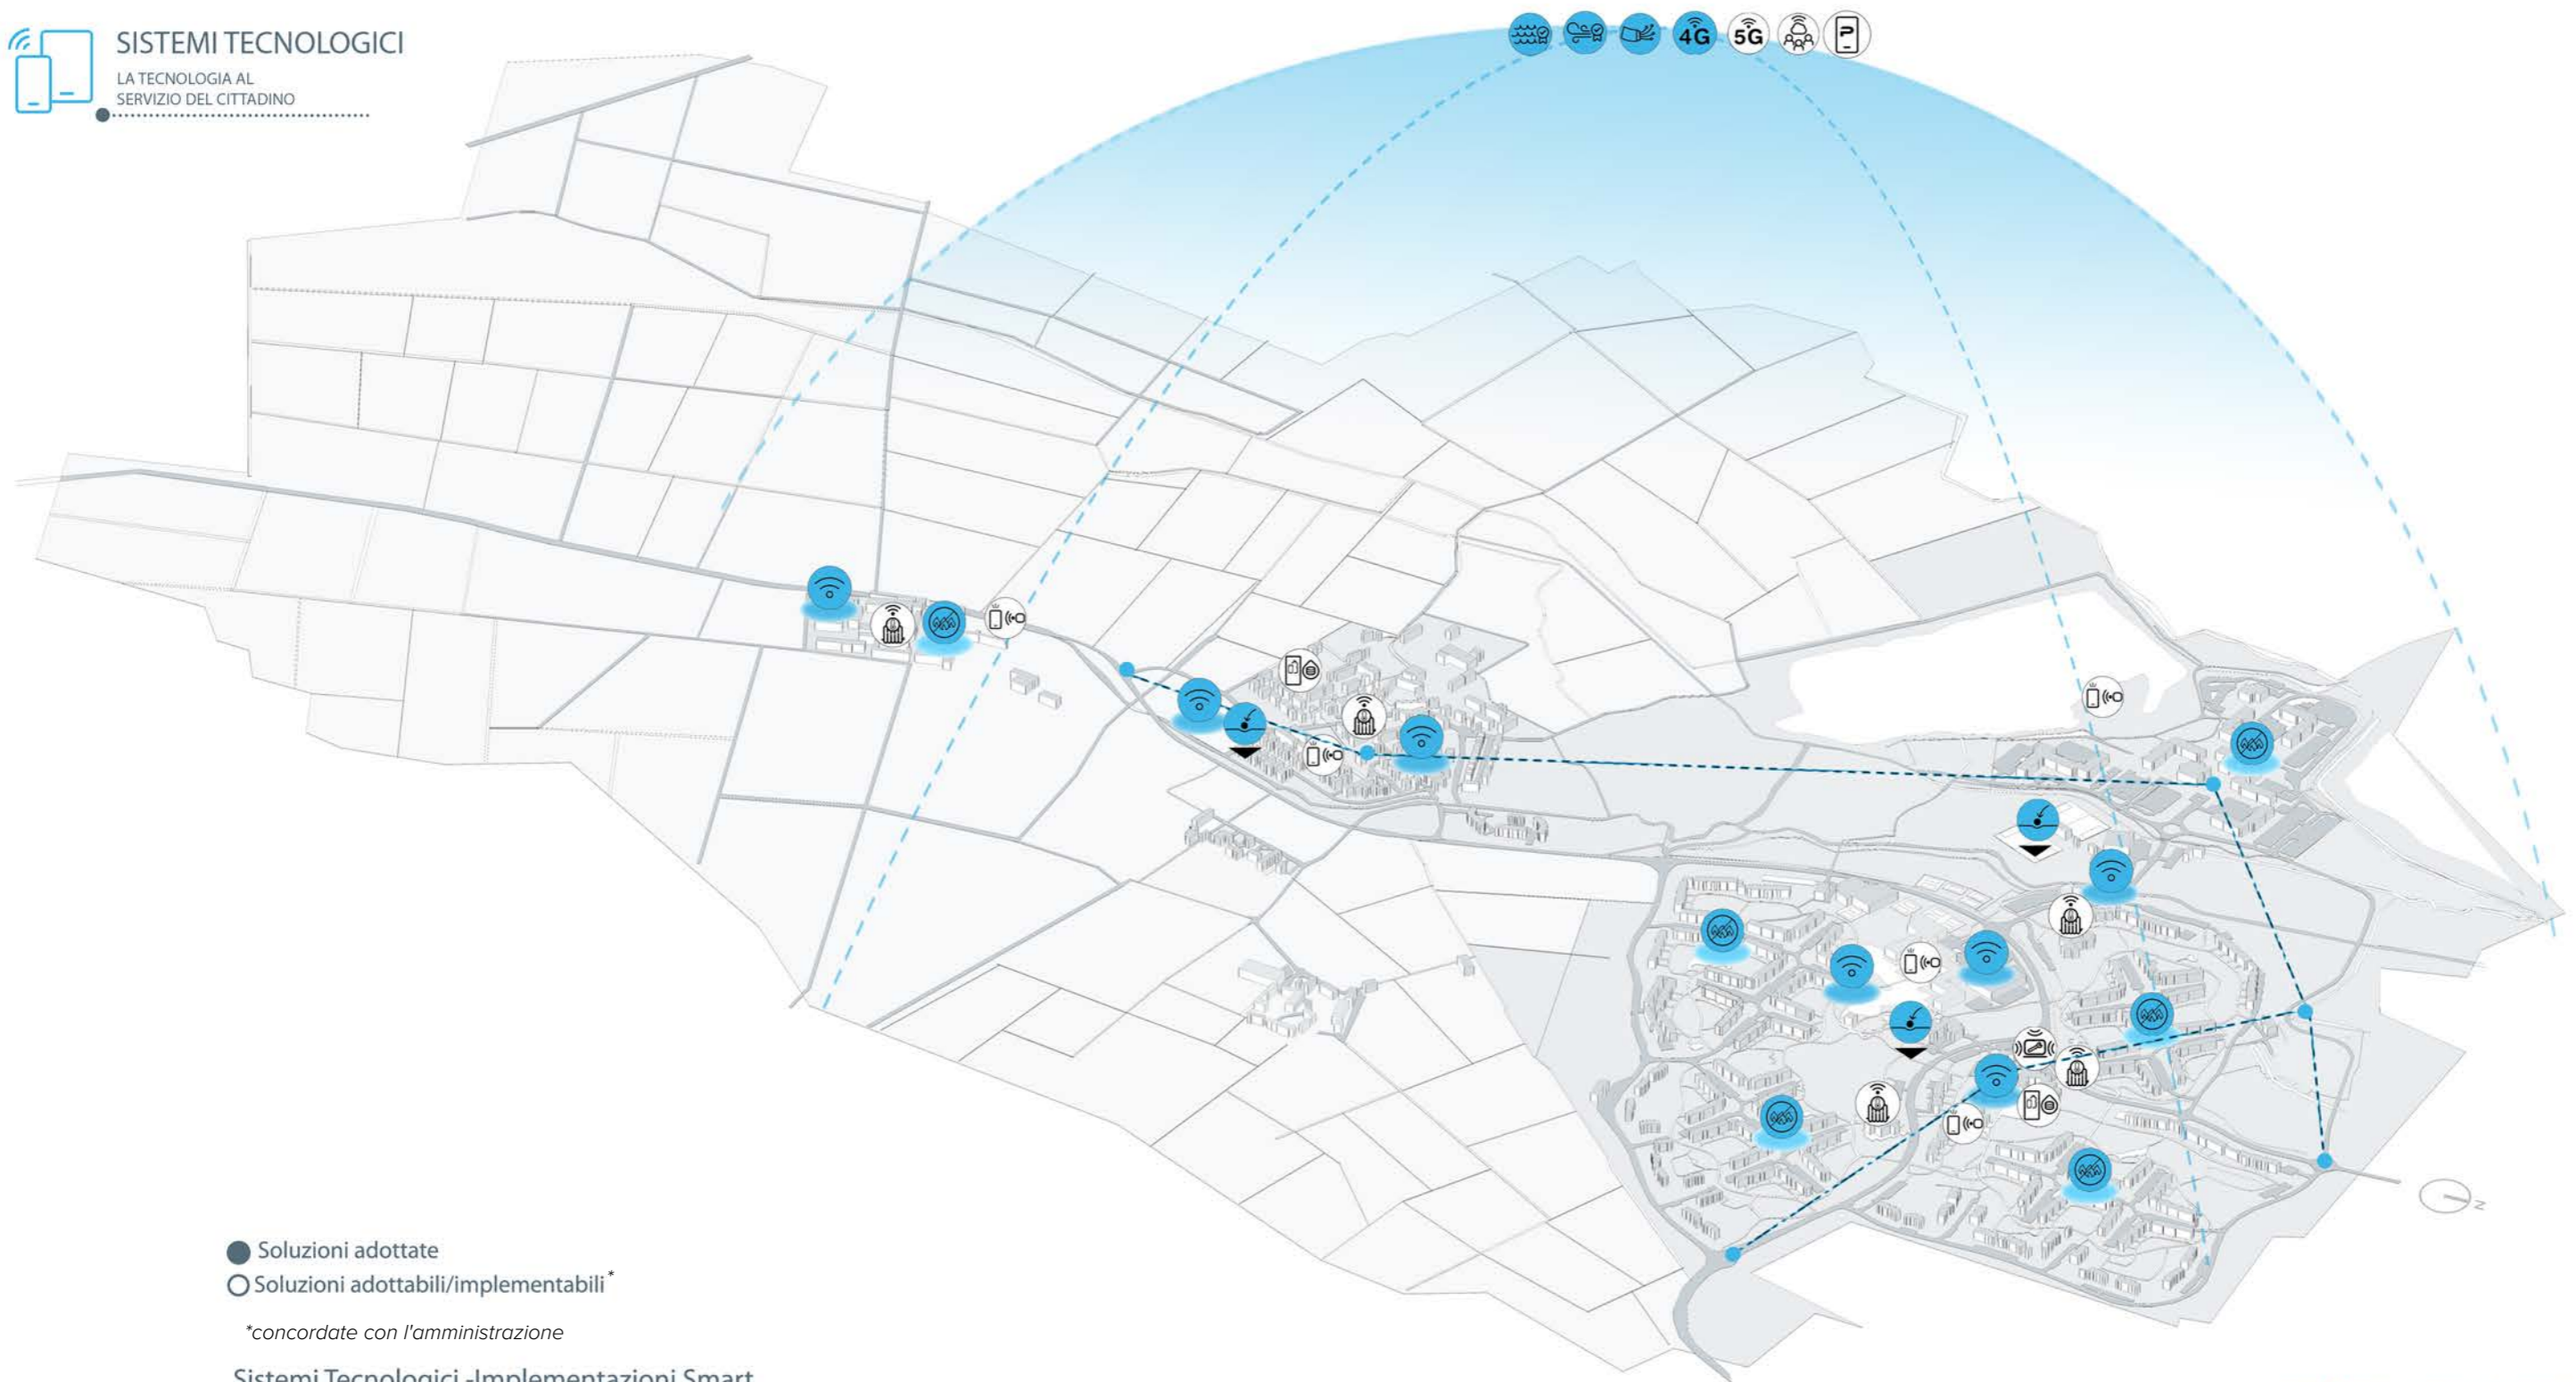 SISTEMI TECNOLOGICI
LA TECNOLOGIA AL
SERVIZIO DEL CITTADINO
4G
5G
N
Soluzioni adottate
Soluzioni adottabili/implementabili*
*concordate con l'amministrazione
Sistemi Tecnologici -Implementazioni Smart